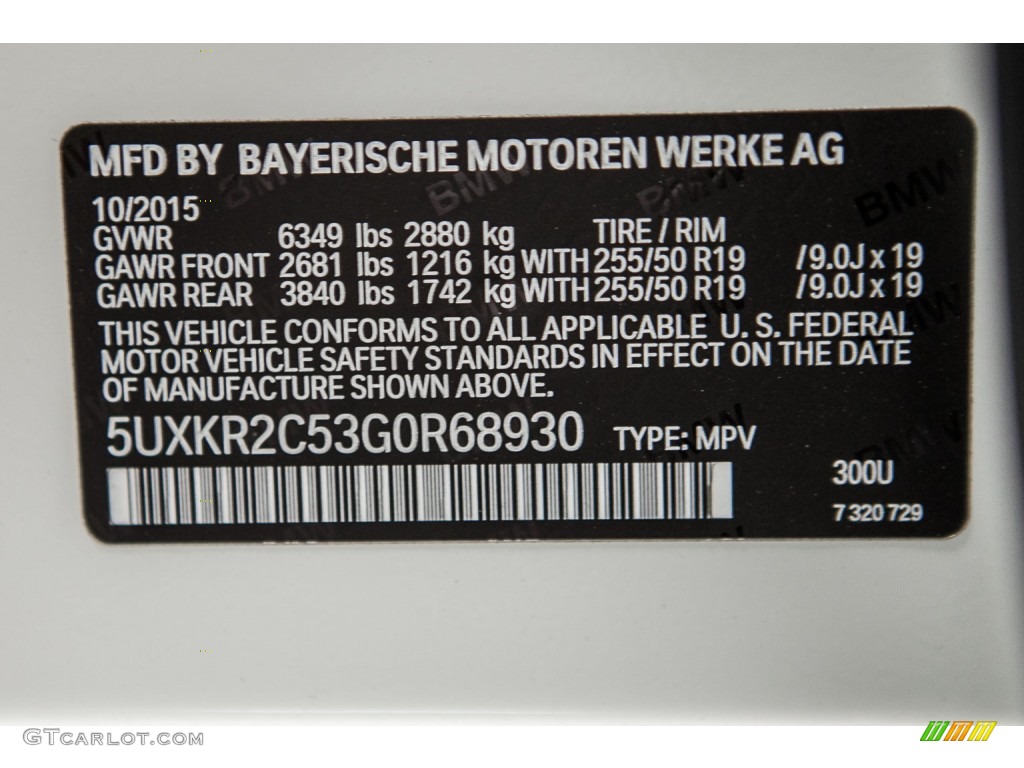 MFD BY BAYERISCHE MOTOREN WERKE AG
10/2015
GVWR 6349 lbs 2880 kg TIRE / RIM
GAWR FRONT 2681 lbs 1216 kg WITH 255/50 R19 /9.0J x 19
GAWR REAR 3840 lbs 1742 kg WITH 255/50 R19 /9.0J x 19
THIS VEHICLE CONFORMS TO ALL APPLICABLE U. S. FEDERAL
MOTOR VEHICLE SAFETY STANDARDS IN EFFECT ON THE DATE
OF MANUFACTURE SHOWN ABOVE.
5UXKR2C53G0R68930 TYPE: MPV
300U
7 320 729
GTCARLOT.COM